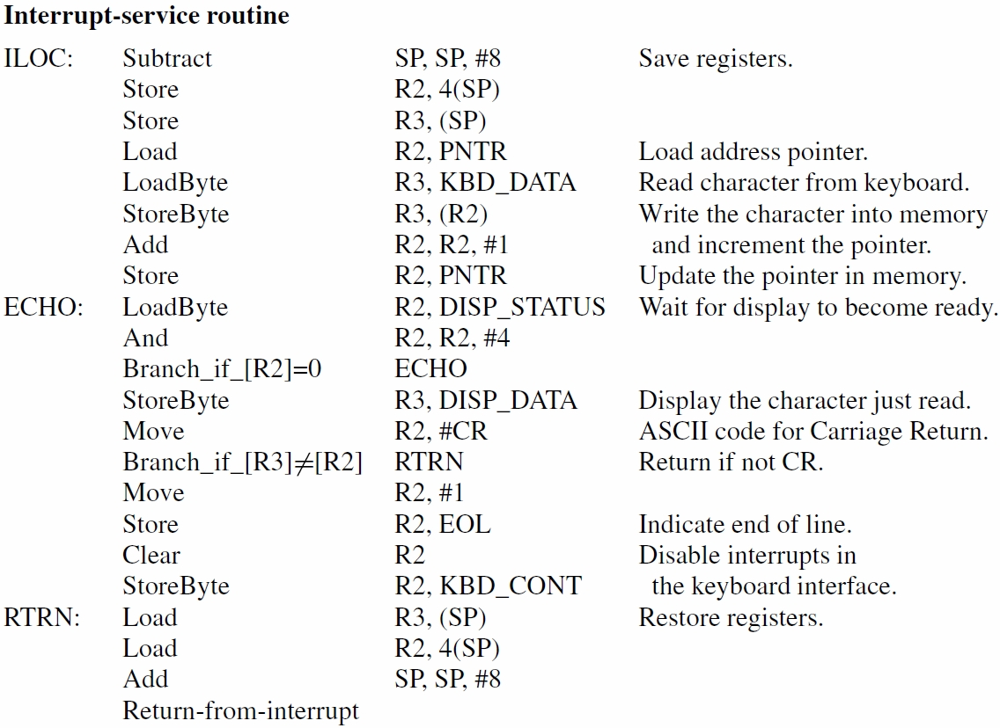 Interrupt-service routine
ILOC: Subtract SP, SP, #8 Save registers.
Store R2, 4(SP)
Store R3, (SP)
Load R2, PNTR Load address pointer.
LoadByte R3, KBD_DATA Read character from keyboard.
StoreByte R3, (R2) Write the character into memory
Add R2, R2, #1 and increment the pointer.
Store R2, PNTR Update the pointer in memory.
ECHO: LoadByte R2, DISP_STATUS Wait for display to become ready.
And R2, R2, #4
Branch_if_[R2]=0 ECHO
StoreByte R3, DISP_DATA Display the character just read.
Move R2, #CR ASCII code for Carriage Return.
Branch_if_[R3]≠[R2] RTRN Return if not CR.
Move R2, #1
Store R2, EOL Indicate end of line.
Clear R2 Disable interrupts in
StoreByte R2, KBD_CONT the keyboard interface.
RTRN: Load R3, (SP) Restore registers.
Load R2, 4(SP)
Add SP, SP, #8
Return-from-interrupt